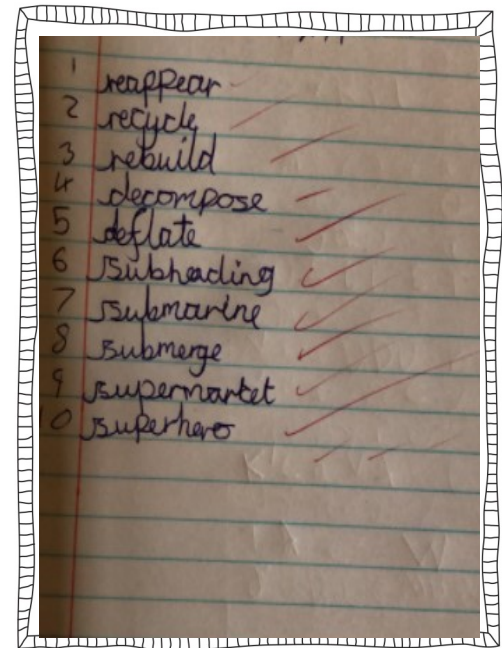 1 reappear
2 recycle
3 rebuild
4 decompose
5 deflate
6 subheading
7 submarine
8 submerge
9 supermarket
10 superhero